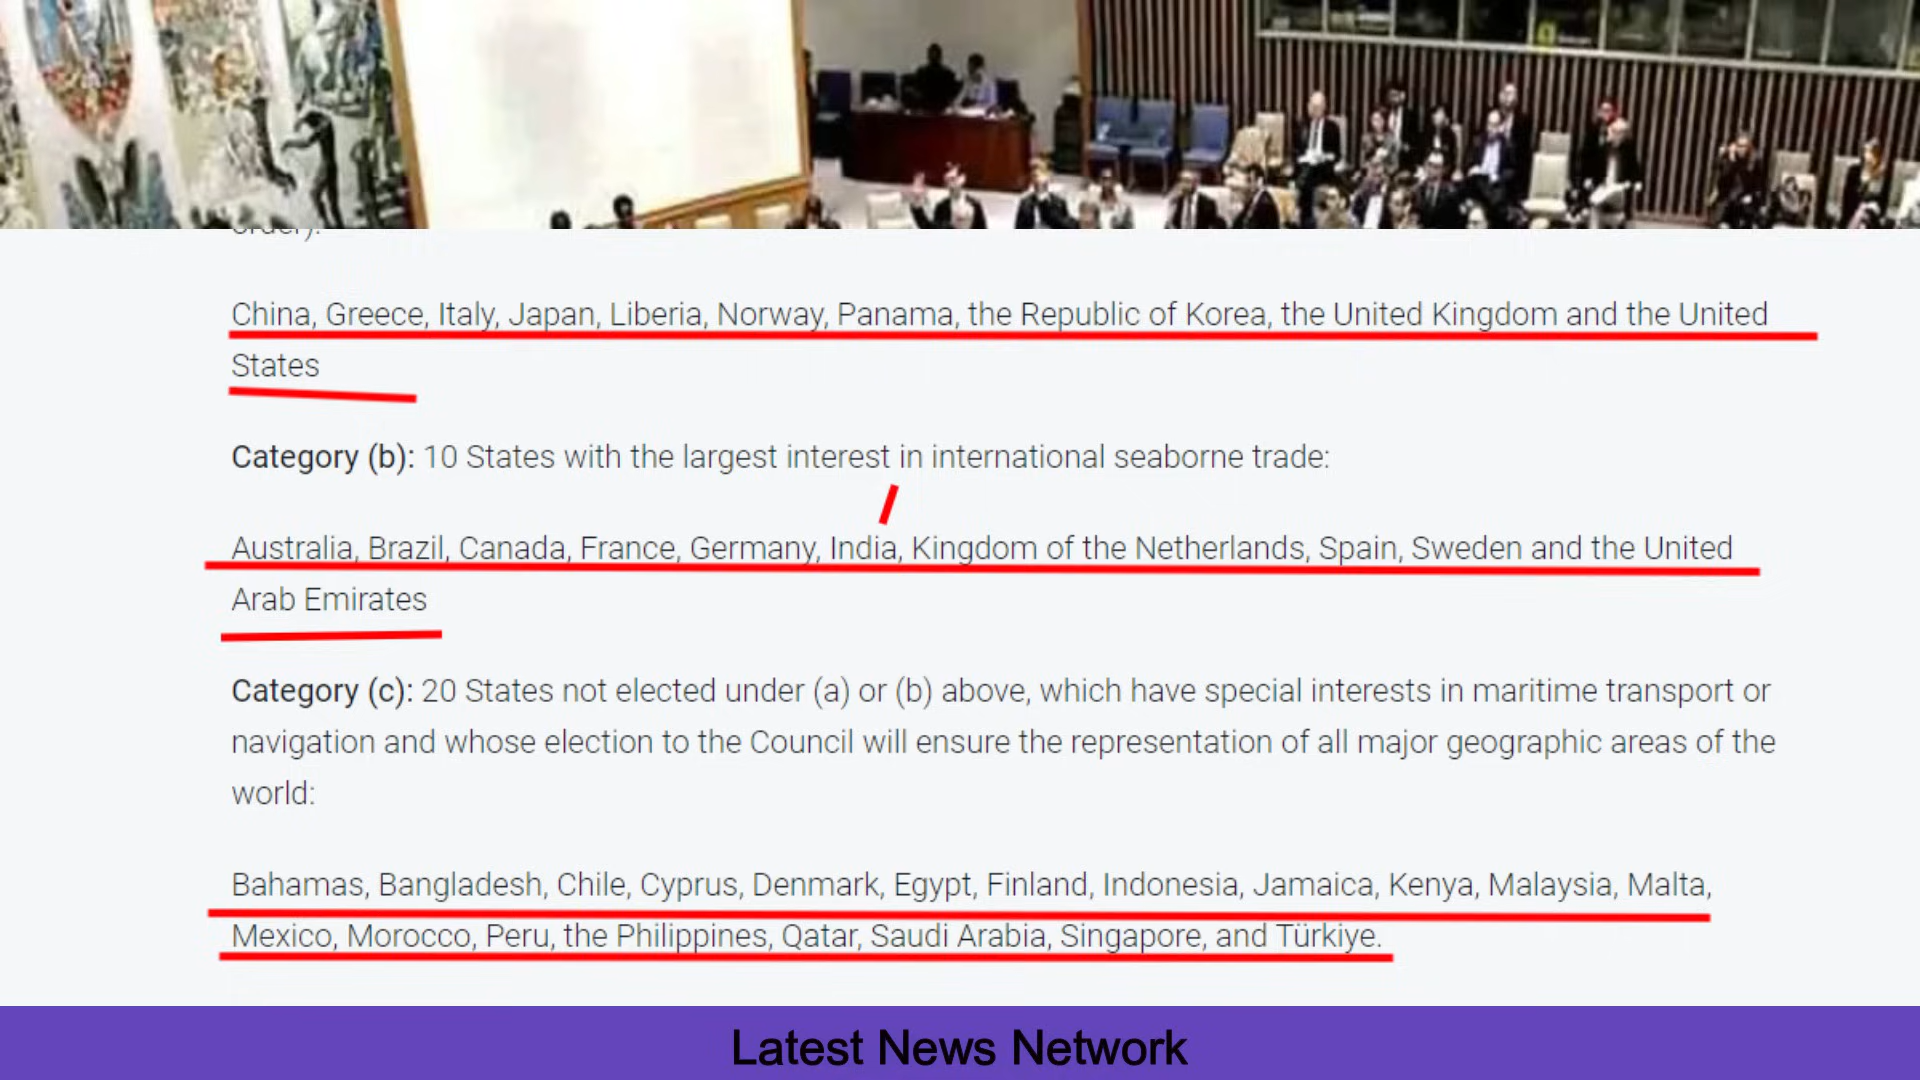 order).
China, Greece, Italy, Japan, Liberia, Norway, Panama, the Republic of Korea, the United Kingdom and the United
States
Category (b): 10 States with the largest interest in international seaborne trade:
Australia, Brazil, Canada, France, Germany, India, Kingdom of the Netherlands, Spain, Sweden and the United
Arab Emirates
Category (c): 20 States not elected under (a) or (b) above, which have special interests in maritime transport or
navigation and whose election to the Council will ensure the representation of all major geographic areas of the
world:
Bahamas, Bangladesh, Chile, Cyprus, Denmark, Egypt, Finland, Indonesia, Jamaica, Kenya, Malaysia, Malta,
Mexico, Morocco, Peru, the Philippines, Qatar, Saudi Arabia, Singapore, and Türkiye.
Latest News Network